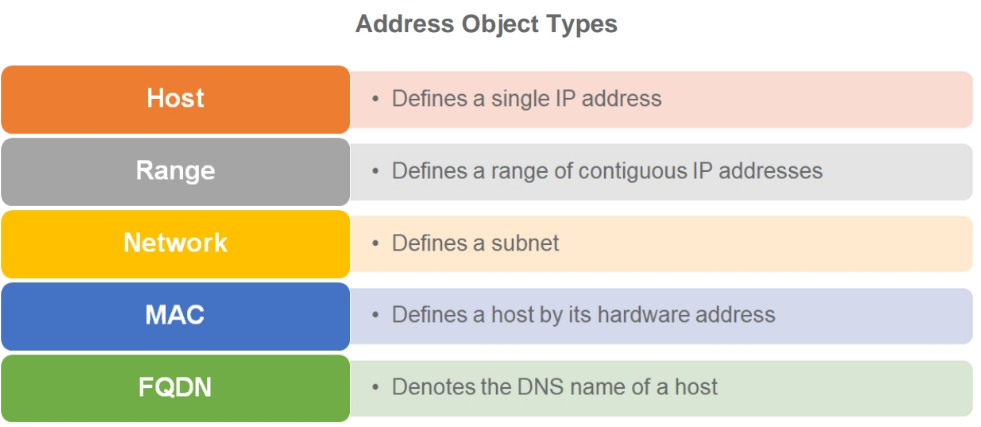 Address Object Types
Host
• Defines a single IP address
Range
• Defines a range of contiguous IP addresses
Network
• Defines a subnet
MAC
• Defines a host by its hardware address
FQDN
• Denotes the DNS name of a host